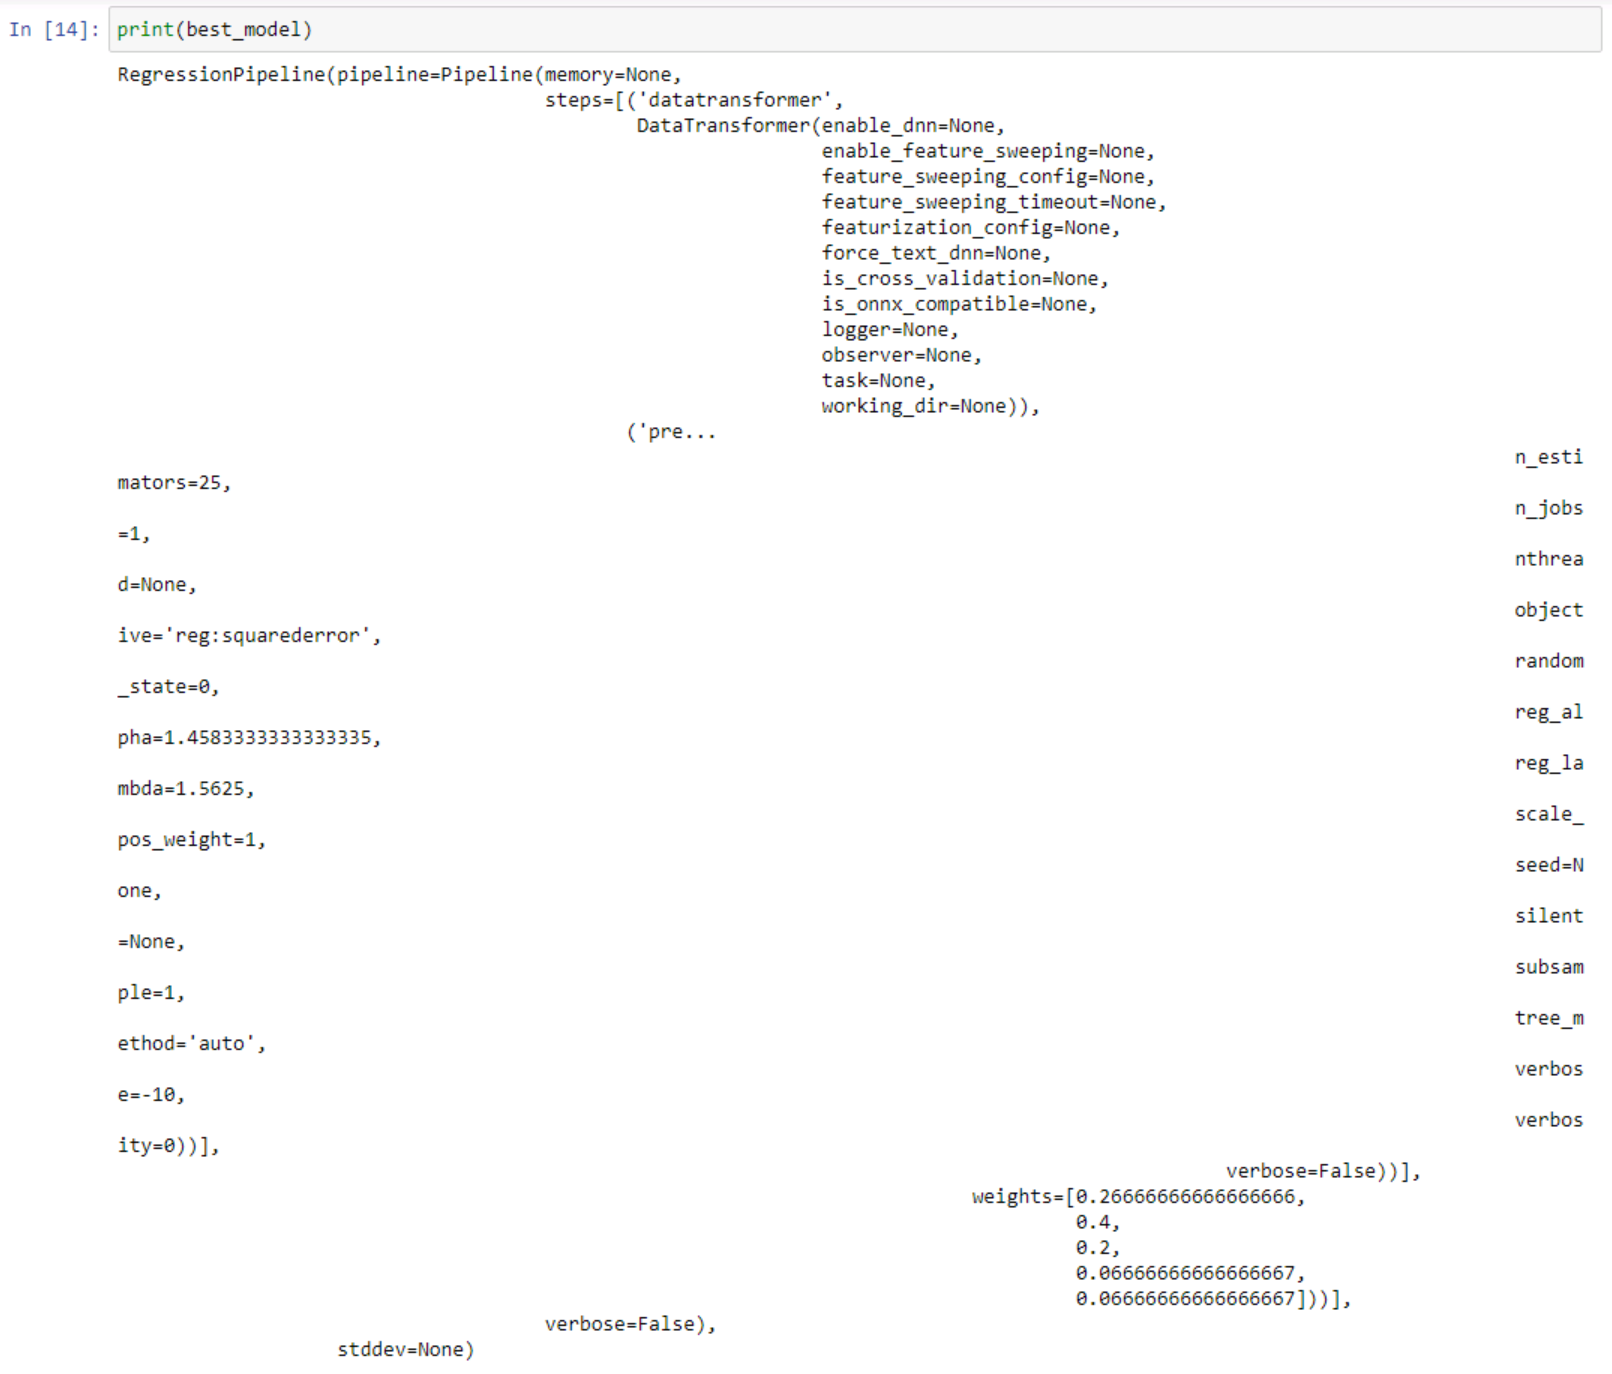 In [14]: print(best_model)
RegressionPipeline(pipeline=Pipeline(memory=None,
steps=[('datatransformer',
DataTransformer(enable_dnn=None,
enable_feature_sweeping=None,
feature_sweeping_config=None,
feature_sweeping_timeout=None,
featurization_config=None,
force_text_dnn=None,
is_cross_validation=None,
is_onnx_compatible=None,
logger=None,
observer=None,
task=None,
working_dir=None)),
('pre...
n_esti
mators=25,
n_jobs
=1,
nthrea
d=None,
object
ive='reg:squarederror',
random
_state=0,
reg_al
pha=1.4583333333333335,
reg_la
mbda=1.5625,
scale_
pos_weight=1,
seed=N
one,
silent
=None,
subsam
ple=1,
tree_m
ethod='auto',
verbos
e=-10,
verbos
ity=0))],
verbose=False))],
weights=[0.26666666666666666,
0.4,
0.2,
0.06666666666666667,
0.06666666666666667]))],
verbose=False),
stddev=None)